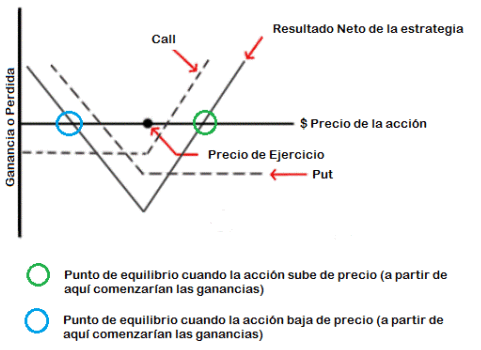 Resultado Neto de la estrategia
Call
Ganancia o Perdida
$ Precio de la acción
Precio de Ejercicio
Put
Punto de equilibrio cuando la acción sube de precio (a partir de
aquí comenzarían las ganancias)
Punto de equilibrio cuando la acción baja de precio (a partir de
aquí comenzarían las ganancias)